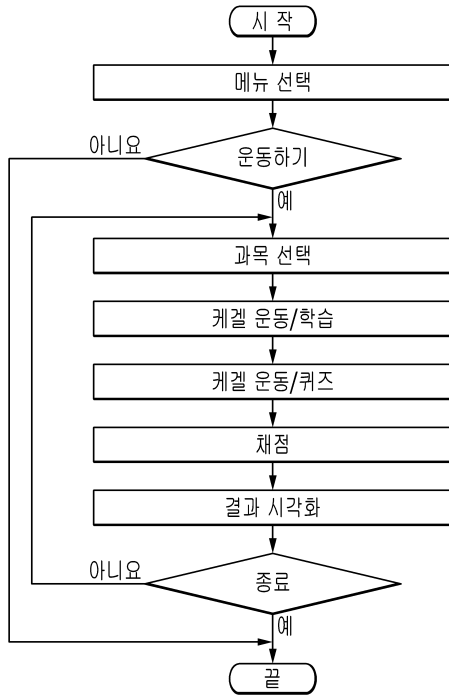 시 작
메뉴 선택
아니요
운동하기
예
과목 선택
케겔 운동/학습
케겔 운동/퀴즈
채점
결과 시각화
아니요
종료
예
끝